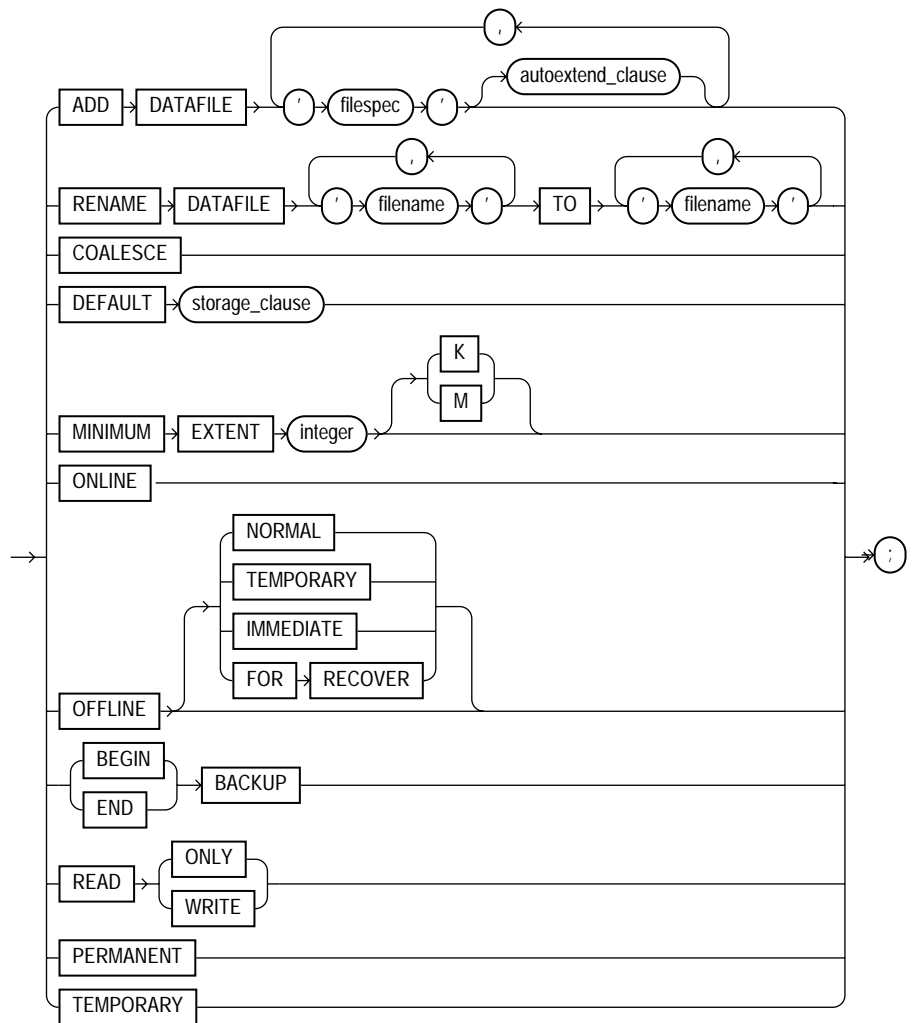 ,
autoextend_clause
ADD DATAFILE ' filespec '
, ,
RENAME DATAFILE ' filename ' TO ' filename '
COALESCE
DEFAULT storage_clause
K
M
MINIMUM EXTENT integer
ONLINE
NORMAL
TEMPORARY
;
IMMEDIATE
FOR RECOVER
OFFLINE
BEGIN
BACKUP
END
ONLY
READ
WRITE
PERMANENT
TEMPORARY